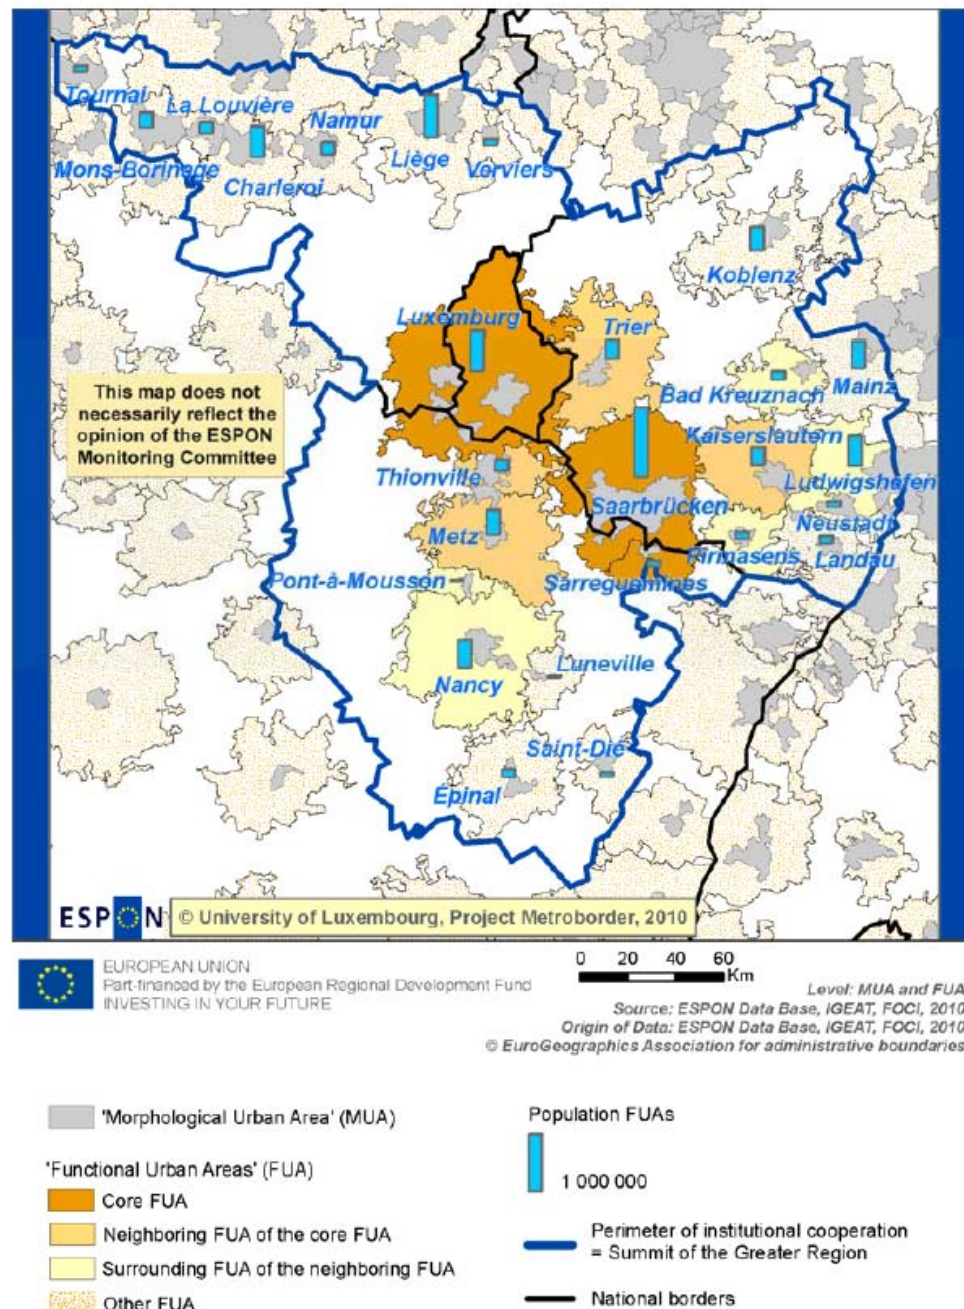 Tournai
La Louvière
Mons-Borinage
Charleroi
Namur
Liège
Verviers
Koblenz
Luxemburg
Trier
This map does not
necessarily reflect the
opinion of the ESPON
Monitoring Committee
Bad Kreuznach
Mainz
Kaiserslautern
Thionville
Ludwigshafen
Saarbrücken
Neustadt
Metz
Pirmasens
Landau
Pont-à-Mousson
Sarreguemines
Luneville
Nancy
Saint-Dié
Épinal
ESPON
© University of Luxembourg, Project Metroborder, 2010
EUROPEAN UNION
Part-financed by the European Regional Development Fund
INVESTING IN YOUR FUTURE
0 20 40 60
Km
Level: MUA and FUA
Source: ESPON Data Base, IGEAT, FOCI, 2010
Origin of Data: ESPON Data Base, IGEAT, FOCI, 2010
© EuroGeographics Association for administrative boundaries
'Morphological Urban Area' (MUA)
'Functional Urban Areas' (FUA)
Core FUA
Neighboring FUA of the core FUA
Surrounding FUA of the neighboring FUA
Other FUA
Population FUAs
1 000 000
Perimeter of institutional cooperation
= Summit of the Greater Region
National borders